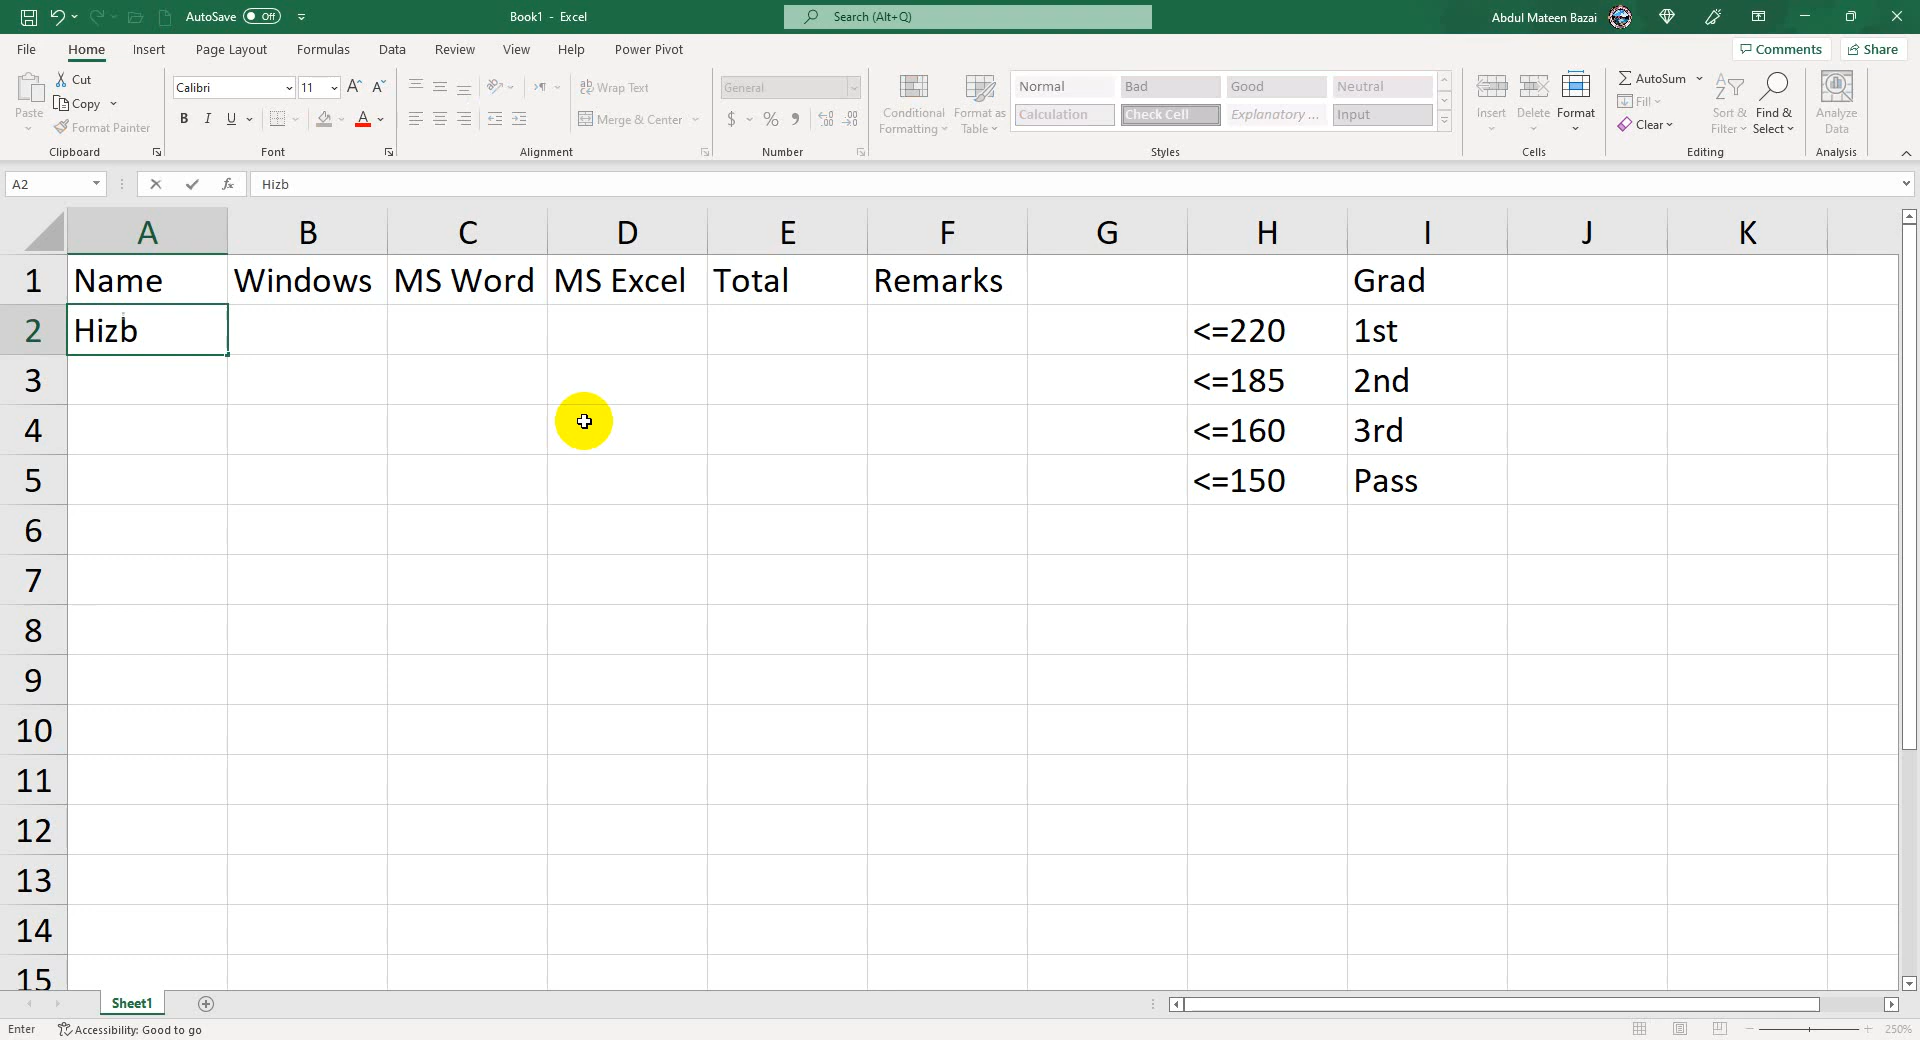 AutoSave Off Book1 - Excel Search (Alt+Q) Abdul Mateen Bazai
File Home Insert Page Layout Formulas Data Review View Help Power Pivot Comments Share
Paste Cut Copy Format Painter Clipboard
Calibri 11 B I U Font
Wrap Text Merge & Center Alignment
General $ % Number
Conditional Formatting Format as Table
Normal Bad Good Neutral
Calculation Check Cell Explanatory ... Input
Styles
Insert Delete Format Cells
AutoSum Fill Clear Sort & Filter Find & Select Editing
Analyze Data Analysis
A2 fx Hizb
A B C D E F G H I J K
1 Name Windows MS Word MS Excel Total Remarks Grad
2 Hizb <=220 1st
3 <=185 2nd
4 <=160 3rd
5 <=150 Pass
6
7
8
9
10
11
12
13
14
15
Sheet1
Enter Accessibility: Good to go 250%